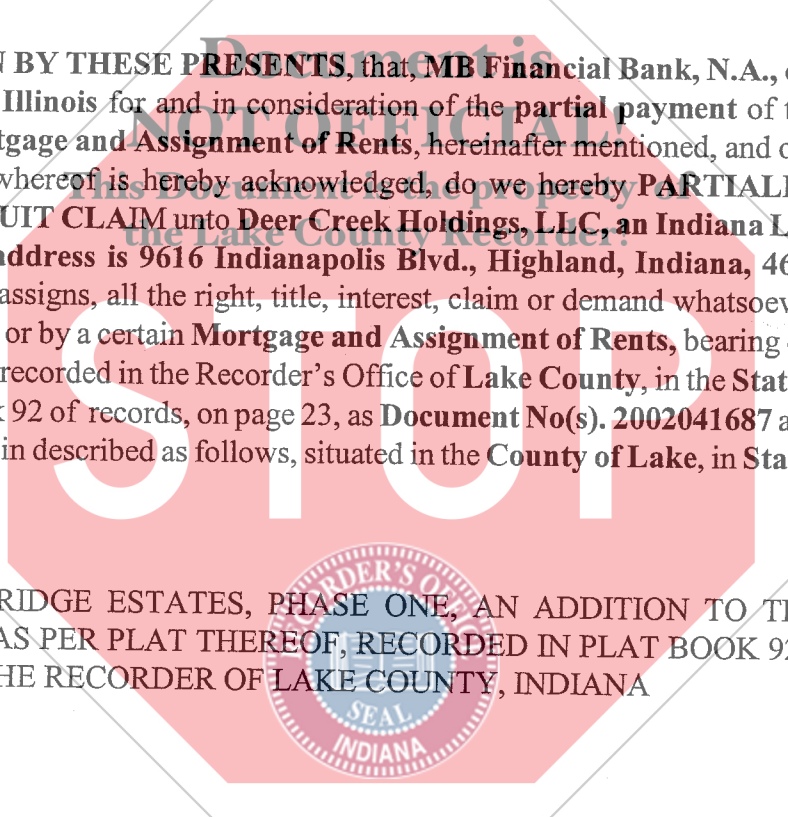 Document is
N BY THESE PRESENTS, that, MB Financial Bank, N.A.,
Illinois for and in consideration of the partial payment of
NOT OFFICIAL!
tgage and Assignment of Rents, hereinafter mentioned, and
whereof is hereby acknowledged, do we hereby PARTIALL
This Document is the property of
UIT CLAIM unto Deer Creek Holdings, LLC, an Indiana L
the Lake County Recorder!
address is 9616 Indianapolis Blvd., Highland, Indiana, 46
assigns, all the right, title, interest, claim or demand whatsoev
or by a certain Mortgage and Assignment of Rents, bearing
recorded in the Recorder's Office of Lake County, in the Stat
k 92 of records, on page 23, as Document No(s). 2002041687 a
in described as follows, situated in the County of Lake, in Sta
STOP
RIDGE ESTATES, PHASE ONE, AN ADDITION TO T
AS PER PLAT THEREOF, RECORDED IN PLAT BOOK 92
HE RECORDER OF LAKE COUNTY, INDIANA
SEAL
INDIANA